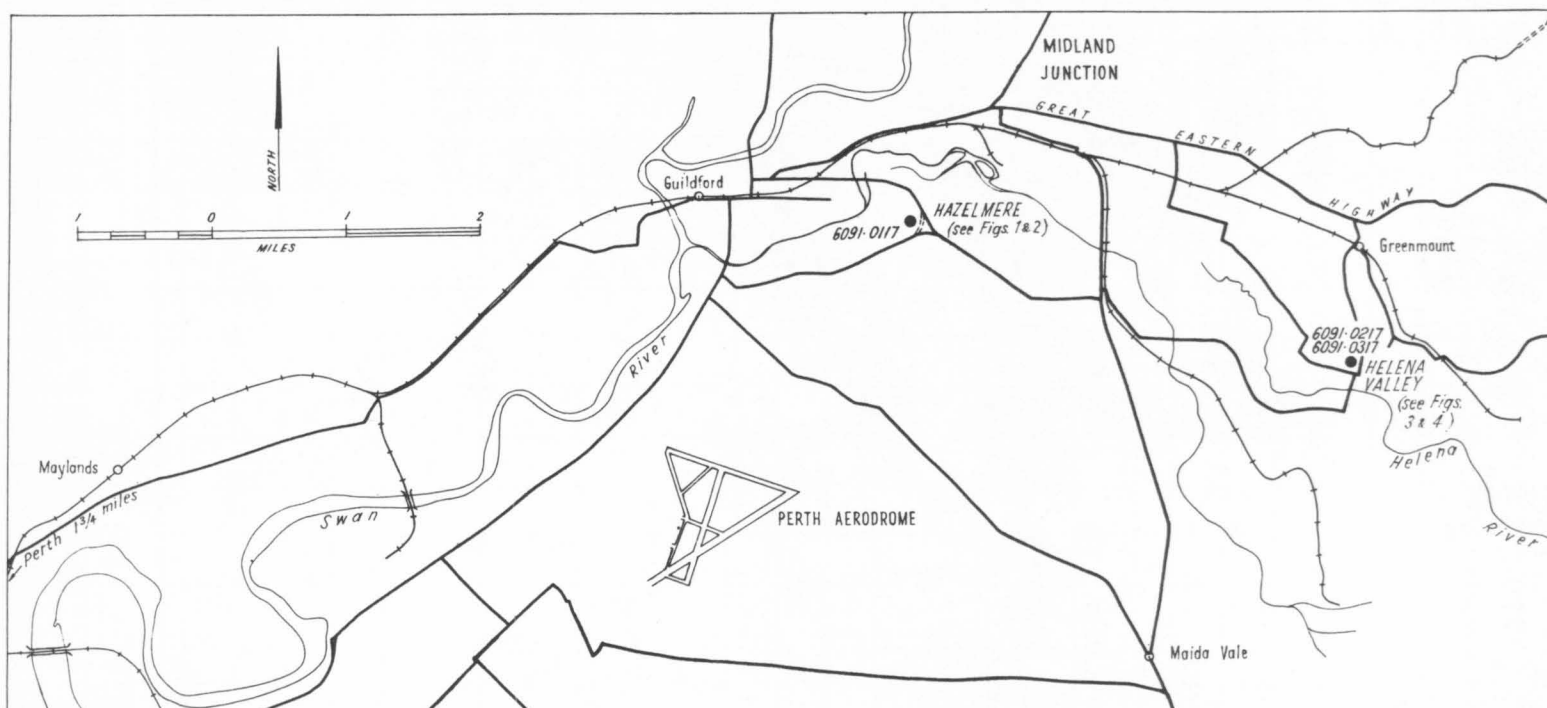 MIDLAND
JUNCTION
GREAT EASTERN HIGHWAY
NORTH
Guildford
1 0 1 2
MILES
6091·0117
HAZELMERE
(see Figs. 1 & 2)
Greenmount
6091·0217
6091·0317
HELENA
VALLEY
(see Figs.
3 & 4.)
River
Maylands
Perth 1 3/4 miles
Swan
PERTH AERODROME
Helena
River
Maida Vale